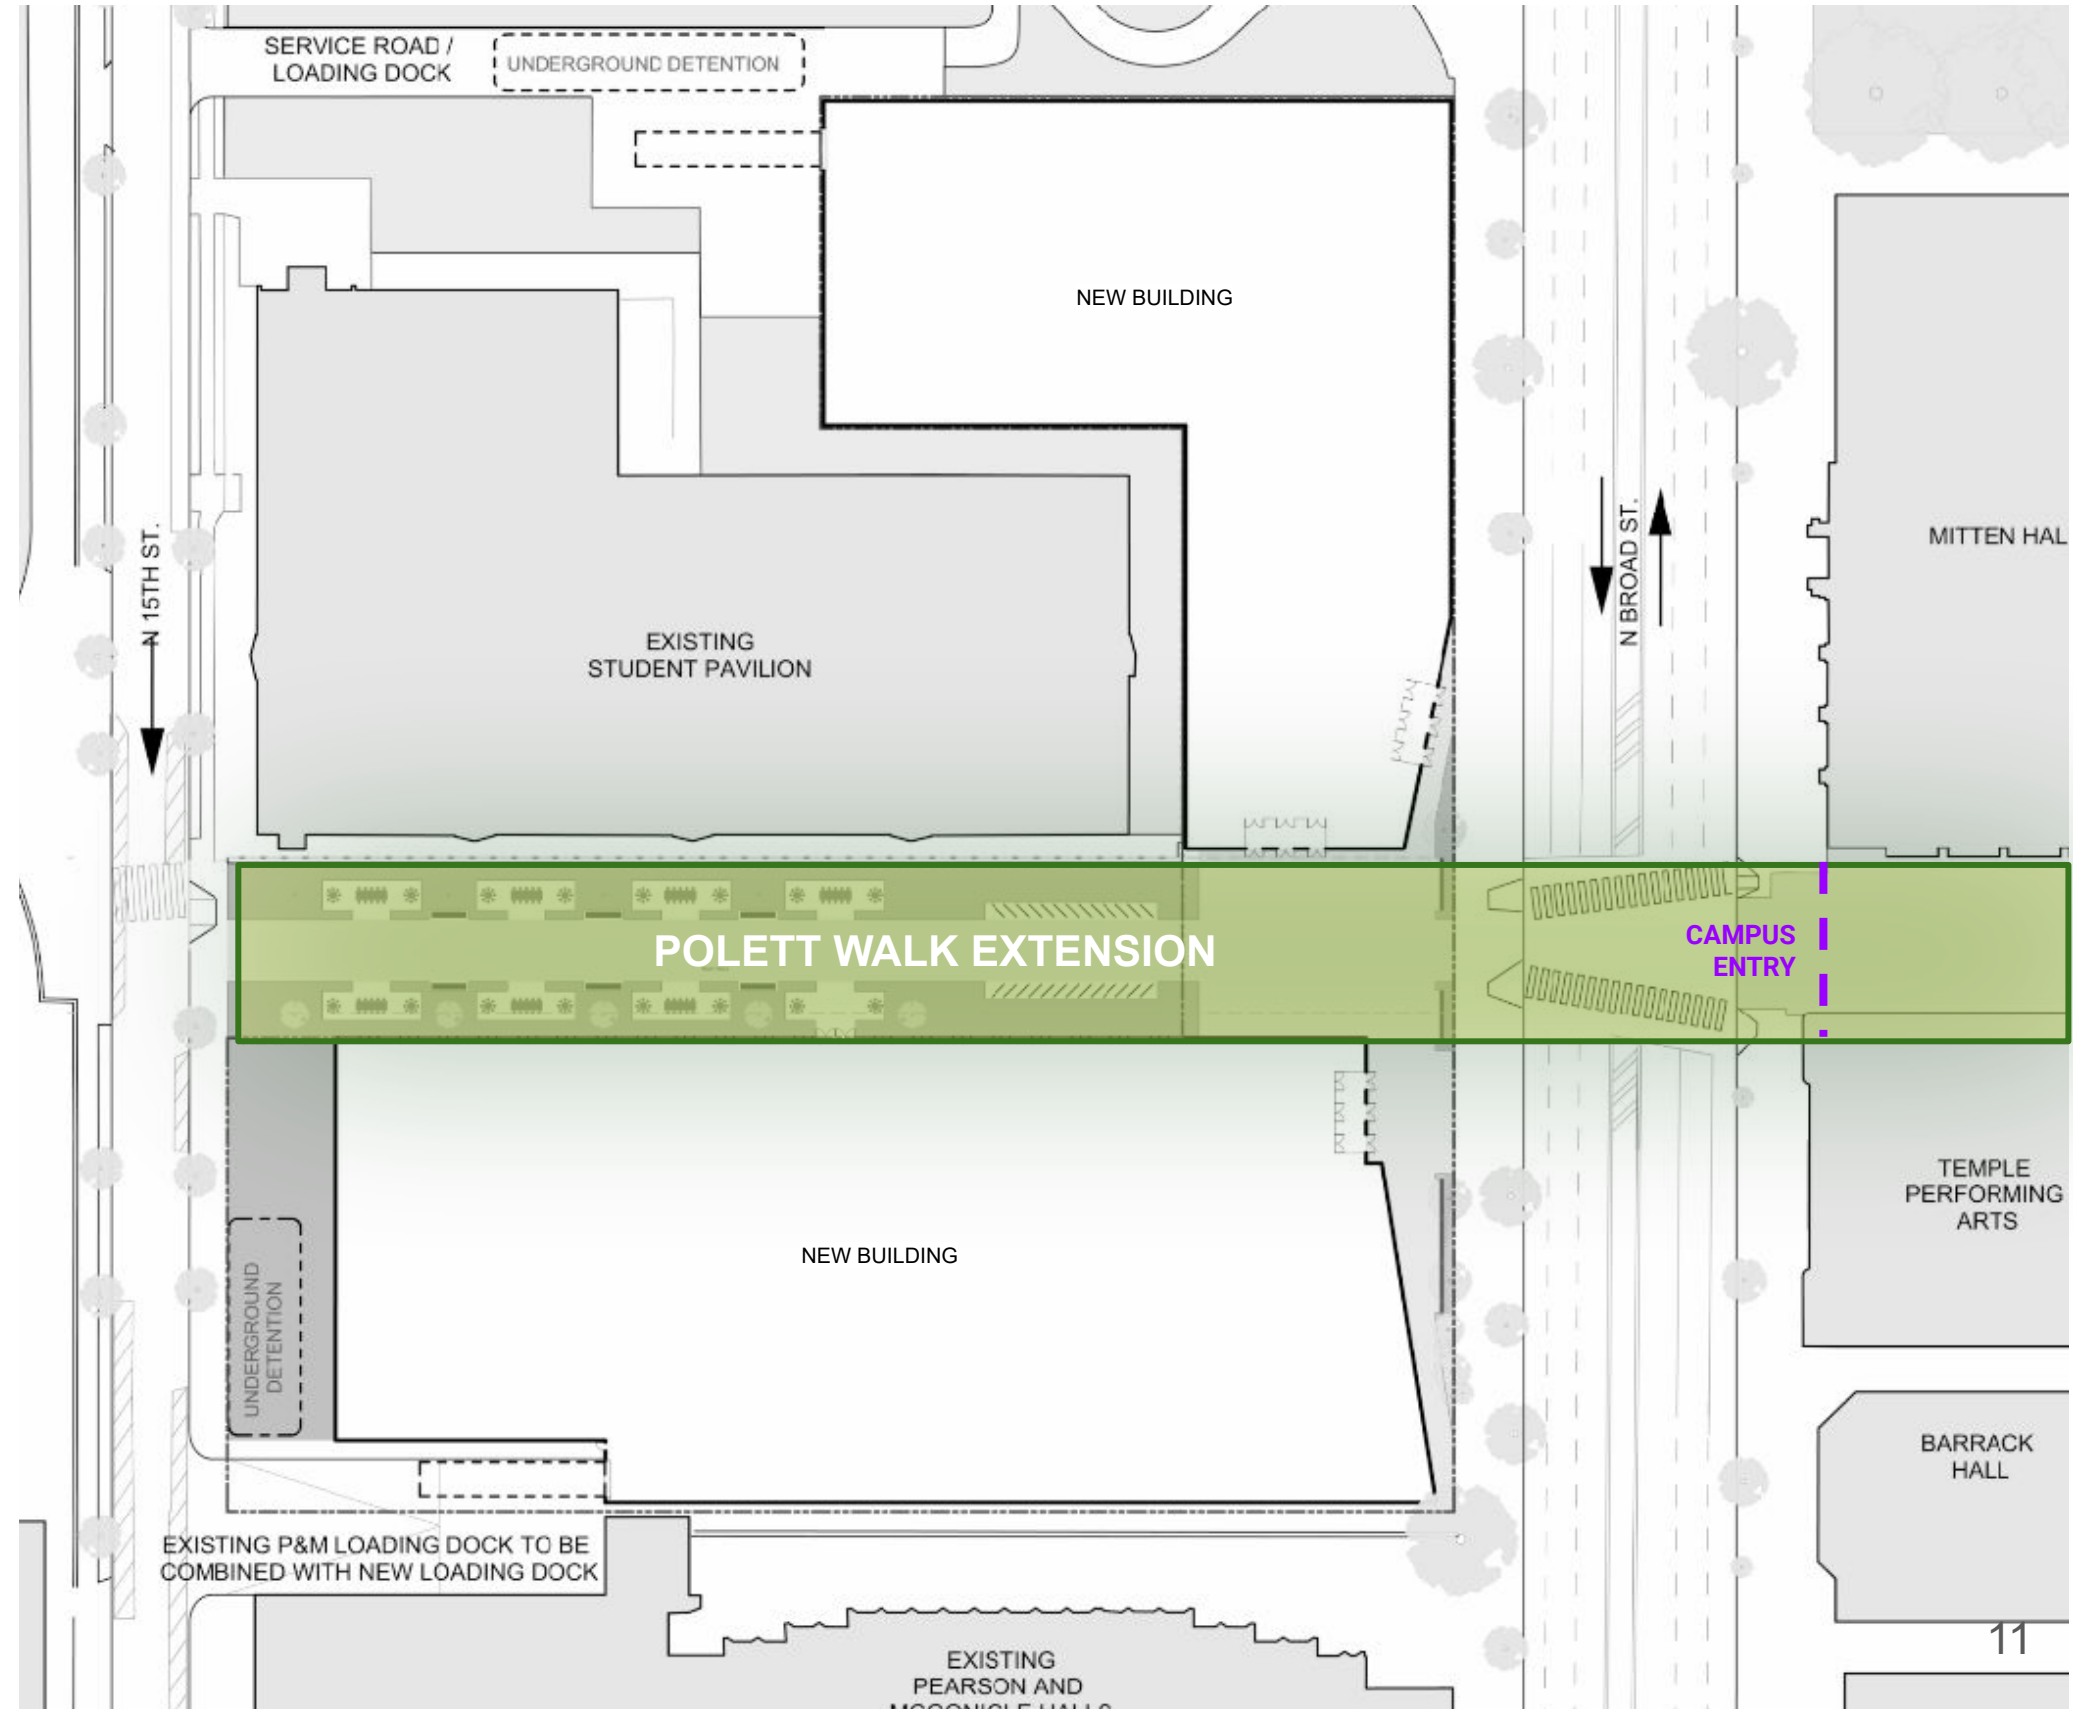 SERVICE ROAD /
LOADING DOCK
UNDERGROUND DETENTION
NEW BUILDING
N 15TH ST.
N BROAD ST.
MITTEN HAL
EXISTING
STUDENT PAVILION
POLETT WALK EXTENSION
CAMPUS
ENTRY
TEMPLE
PERFORMING
ARTS
NEW BUILDING
UNDERGROUND
DETENTION
BARRACK
HALL
EXISTING P&M LOADING DOCK TO BE
COMBINED WITH NEW LOADING DOCK
11
EXISTING
PEARSON AND